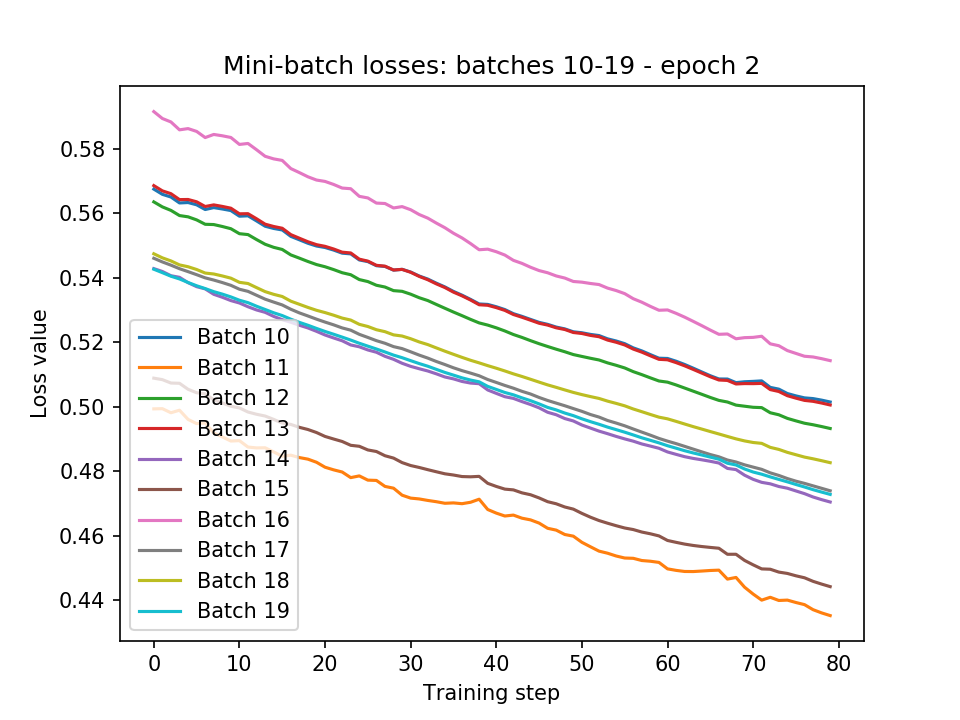 Mini-batch losses: batches 10-19 - epoch 2
Loss value
0.58
0.56
0.54
0.52
0.50
0.48
0.46
0.44
Batch 10
Batch 11
Batch 12
Batch 13
Batch 14
Batch 15
Batch 16
Batch 17
Batch 18
Batch 19
0 10 20 30 40 50 60 70 80
Training step